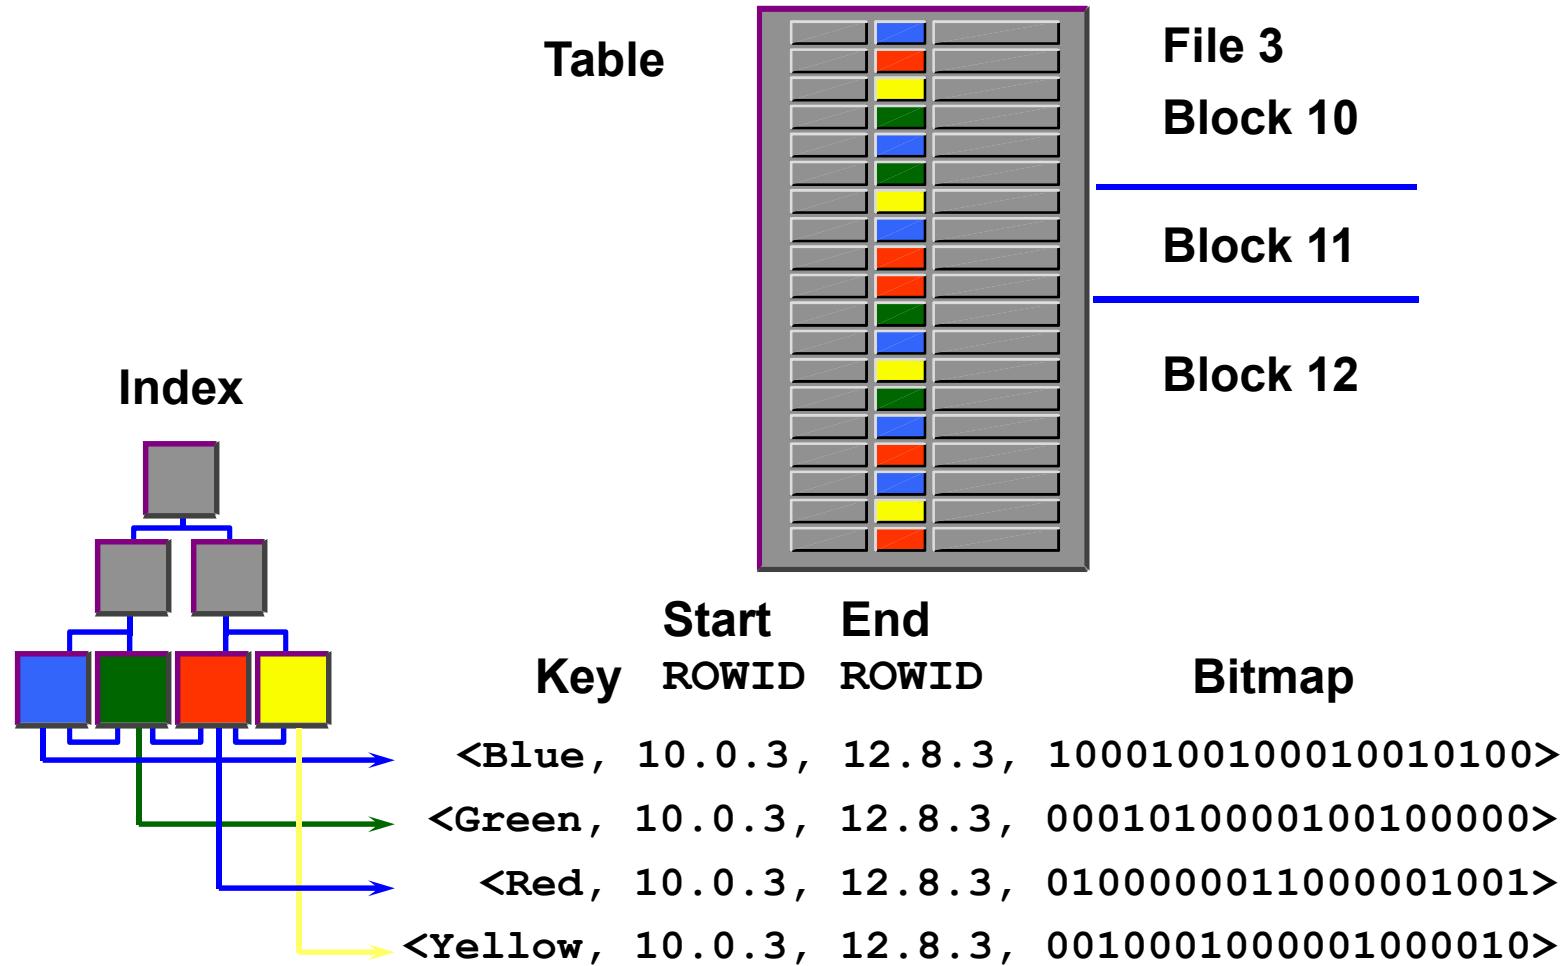 Table
File 3
Block 10
Block 11
Block 12
Index
Start End
Key ROWID ROWID Bitmap
<Blue, 10.0.3, 12.8.3, 1000100100010010100>
<Green, 10.0.3, 12.8.3, 0001010000100100000>
<Red, 10.0.3, 12.8.3, 0100000011000001001>
<Yellow, 10.0.3, 12.8.3, 0010001000001000010>